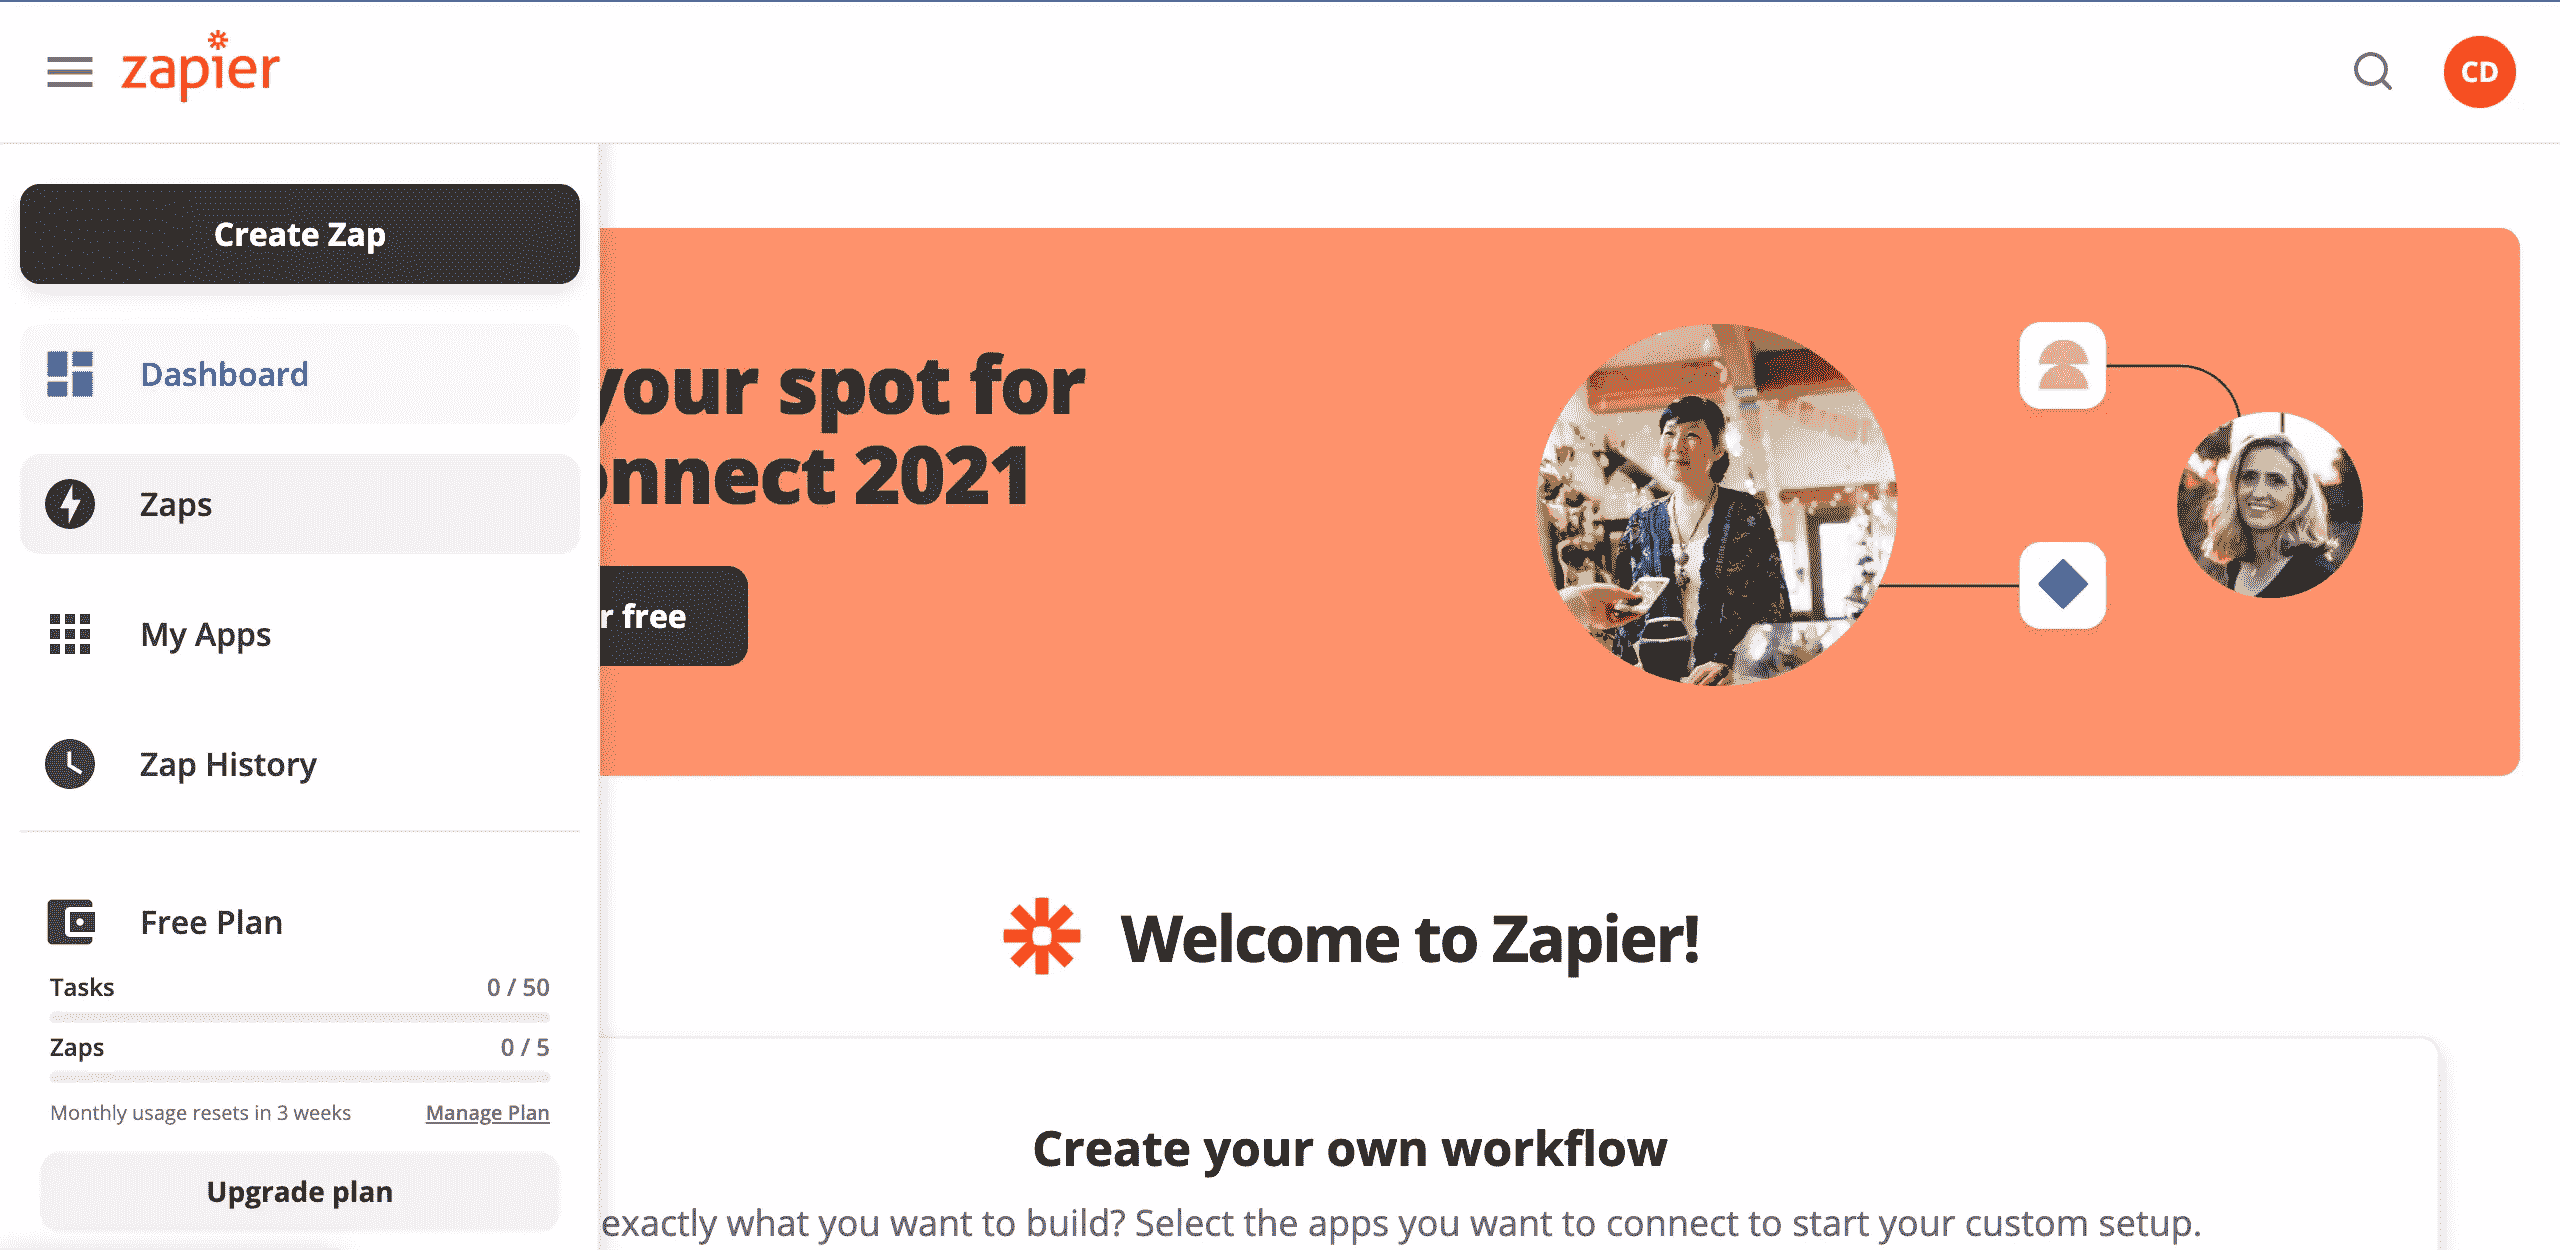 zapier
CD
Create Zap
Dashboard
Zaps
My Apps
Zap History
Free Plan
Tasks 0 / 50
Zaps 0 / 5
Monthly usage resets in 3 weeks Manage Plan
Upgrade plan
your spot for
onnect 2021
r free
Welcome to Zapier!
Create your own workflow
exactly what you want to build? Select the apps you want to connect to start your custom setup.